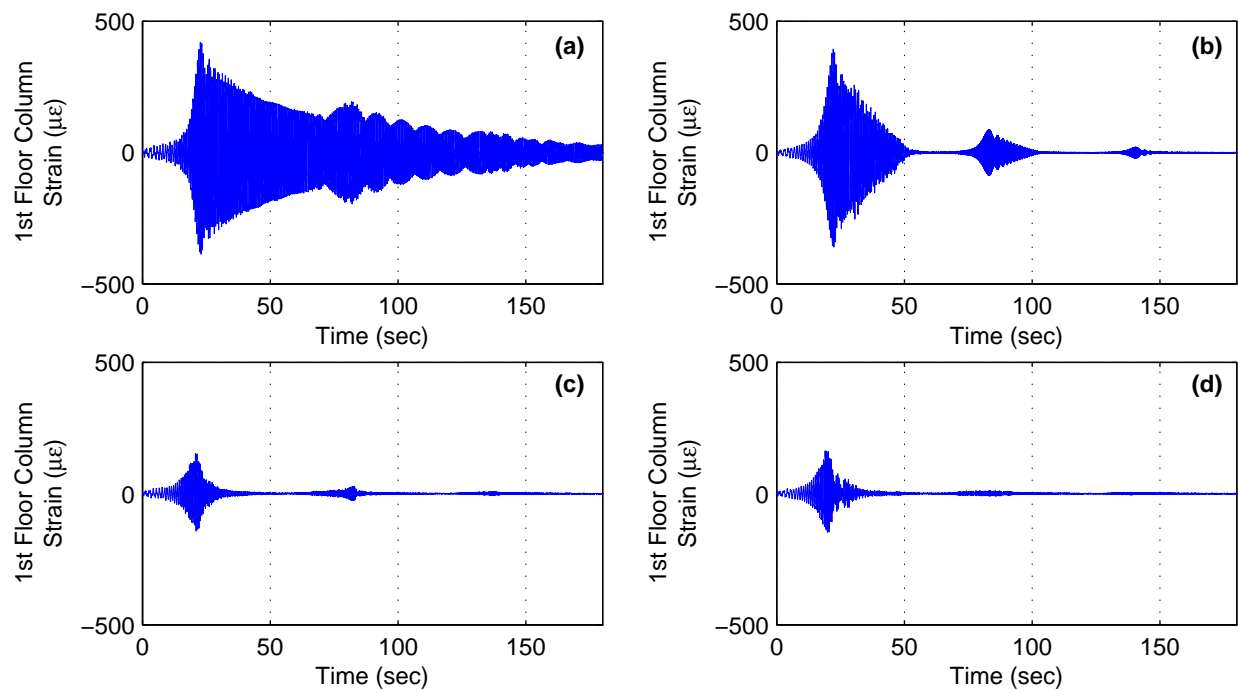 500
0
−500
1st Floor Column
Strain (με)
(a)
0 50 100 150
Time (sec)
500
0
−500
1st Floor Column
Strain (με)
(b)
0 50 100 150
Time (sec)
500
0
−500
1st Floor Column
Strain (με)
(c)
0 50 100 150
Time (sec)
500
0
−500
1st Floor Column
Strain (με)
(d)
0 50 100 150
Time (sec)